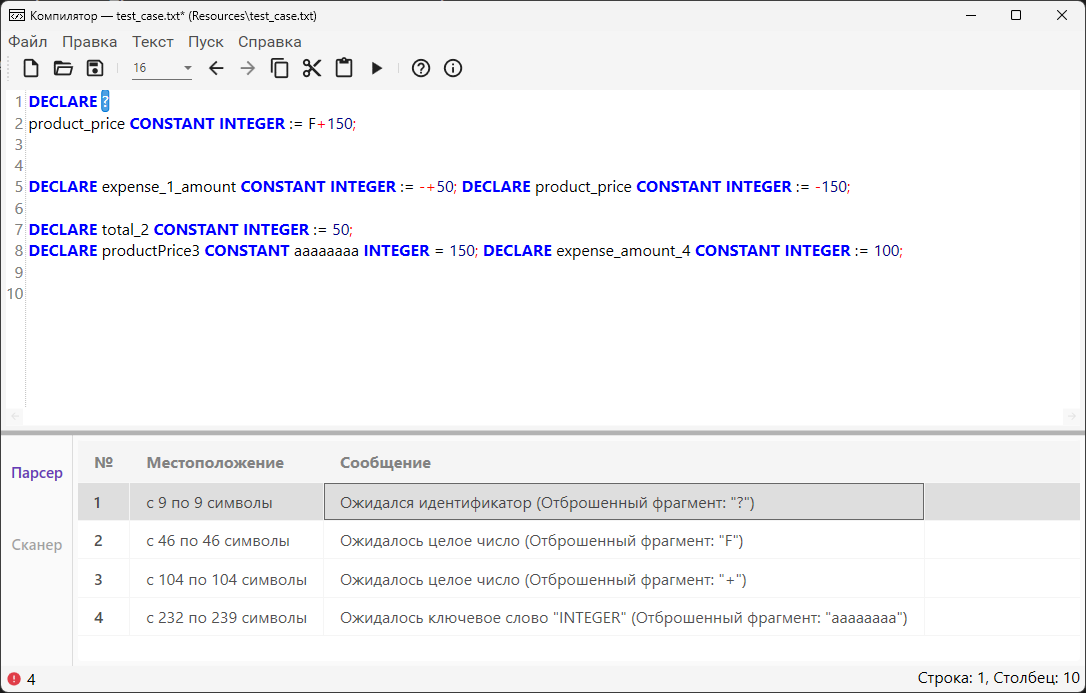 Компилятор — test_case.txt* (Resources\test_case.txt)
Файл Правка Текст Пуск Справка
16
1 DECLARE ?
2 product_price CONSTANT INTEGER := F+150;
3
4
5 DECLARE expense_1_amount CONSTANT INTEGER := -+50; DECLARE product_price CONSTANT INTEGER := -150;
6
7 DECLARE total_2 CONSTANT INTEGER := 50;
8 DECLARE productPrice3 CONSTANT aaaaaaaa INTEGER = 150; DECLARE expense_amount_4 CONSTANT INTEGER := 100;
9
10
Парсер
Сканер
№ Местоположение Сообщение
1 с 9 по 9 символы Ожидался идентификатор (Отброшенный фрагмент: "?")
2 с 46 по 46 символы Ожидалось целое число (Отброшенный фрагмент: "F")
3 с 104 по 104 символы Ожидалось целое число (Отброшенный фрагмент: "+")
4 с 232 по 239 символы Ожидалось ключевое слово "INTEGER" (Отброшенный фрагмент: "aaaaaaaa")
4
Строка: 1, Столбец: 10